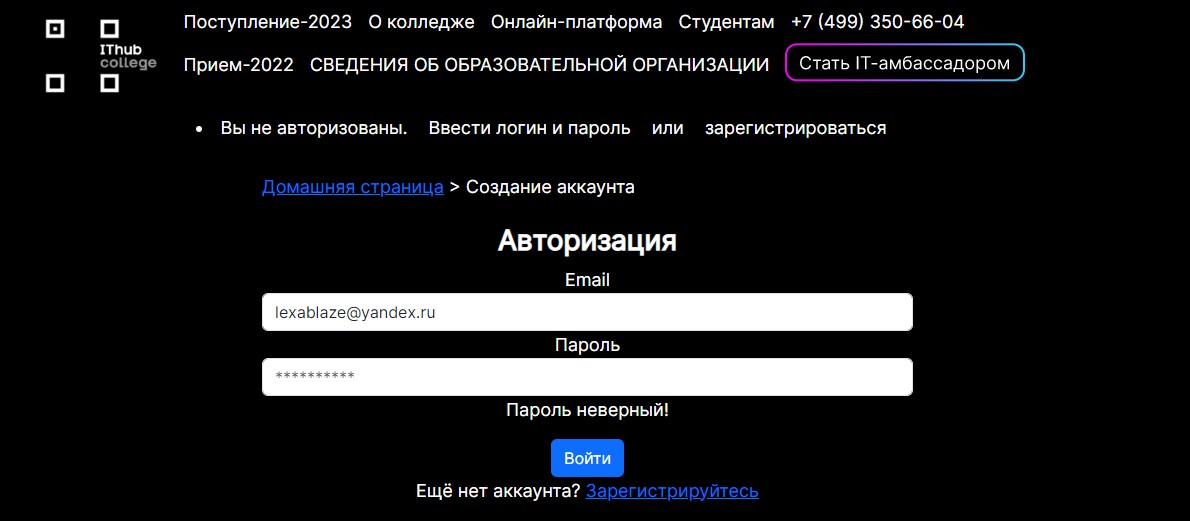 Поступление-2023 О колледже Онлайн-платформа Студентам +7 (499) 350-66-04
IThub
college
Прием-2022 СВЕДЕНИЯ ОБ ОБРАЗОВАТЕЛЬНОЙ ОРГАНИЗАЦИИ Стать IT-амбассадором
• Вы не авторизованы. Ввести логин и пароль или зарегистрироваться
Домашняя страница > Создание аккаунта
Авторизация
Email
lexablaze@yandex.ru
Пароль
**********
Пароль неверный!
Войти
Ещё нет аккаунта? Зарегистрируйтесь